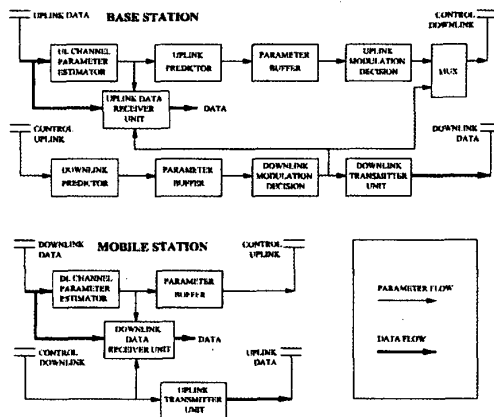 UPLINK DATA
BASE STATION
CONTROL
DOWNLINK
UL CHANNEL
PARAMETER
ESTIMATOR
UPLINK
PREDICTOR
PARAMETER
BUFFER
UPLINK
MODULATION
DECISION
MUX
UPLINK DATA
RECEIVER
UNIT
DATA
CONTROL
UPLINK
DOWNLINK
DATA
DOWNLINK
PREDICTOR
PARAMETER
BUFFER
DOWNLINK
MODULATION
DECISION
DOWNLINK
TRANSMITTER
UNIT
MOBILE STATION
DOWNLINK
DATA
CONTROL
UPLINK
DL CHANNEL
PARAMETER
ESTIMATOR
PARAMETER
BUFFER
DOWNLINK
DATA
RECEIVER UNIT
DATA
CONTROL
DOWNLINK
UPLINK
DATA
UPLINK
TRANSMITTER
UNIT
PARAMETER FLOW
DATA FLOW